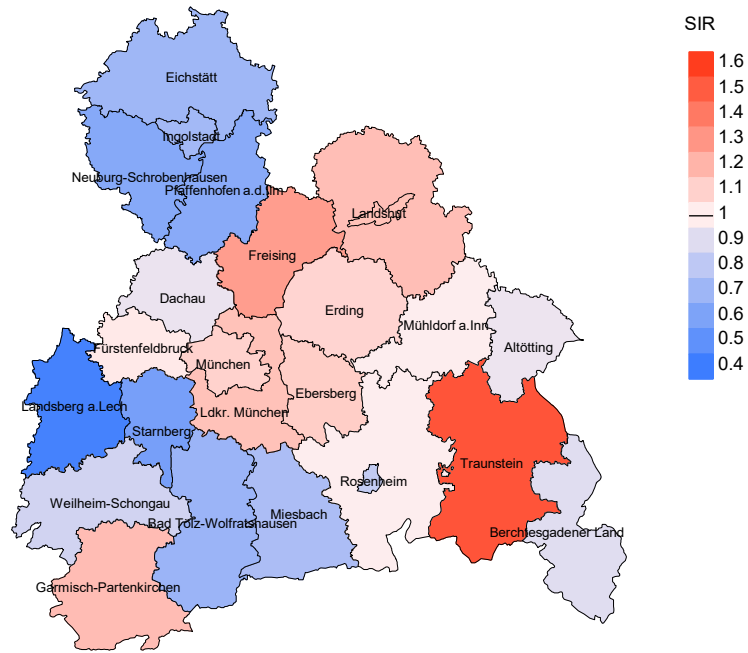 SIR
1.6
1.5
1.4
1.3
1.2
1.1
1
0.9
0.8
0.7
0.6
0.5
0.4
Eichstätt
Ingolstadt
Neuburg-Schrobenhausen
Pfaffenhofen a.d.Ilm
Landshut
Freising
Dachau
Erding
Mühldorf a.Inn
Fürstenfeldbruck
Altötting
München
Ebersberg
Landsberg a.Lech
Ldkr. München
Starnberg
Traunstein
Rosenheim
Weilheim-Schongau
Miesbach
Bad Tölz-Wolfratshausen
Berchtesgadener Land
Garmisch-Partenkirchen